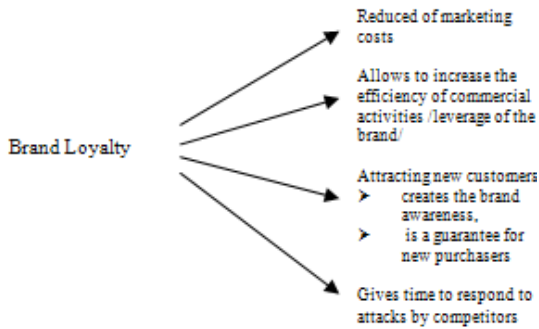 Reduced of marketing
costs
Allows to increase the
efficiency of commercial
activities /leverage of the
brand/
Brand Loyalty
Attracting new customers
➢ creates the brand
awareness,
➢ is a guarantee for
new purchasers
Gives time to respond to
attacks by competitors